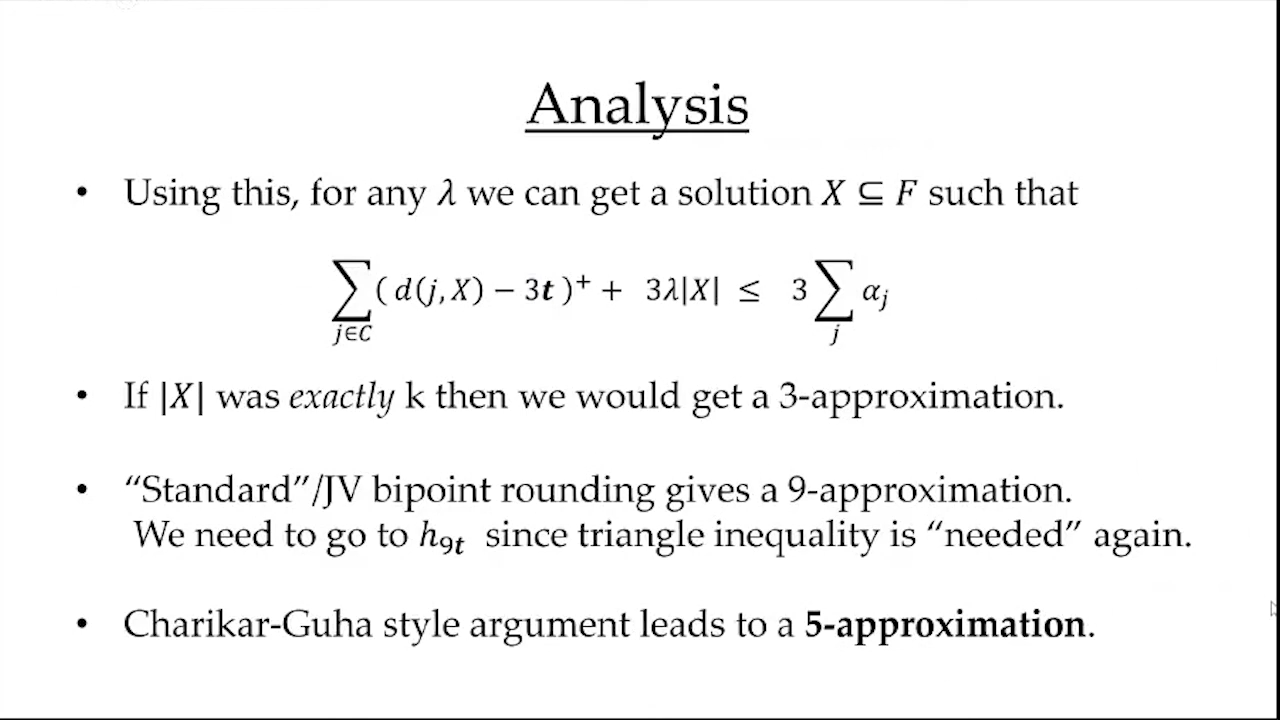 Analysis
• Using this, for any λ we can get a solution X ⊆ F such that
∑_{j∈C} ( d(j, X) − 3t )⁺ + 3λ|X| ≤ 3 ∑_j α_j
• If |X| was exactly k then we would get a 3-approximation.
• “Standard”/JV bipoint rounding gives a 9-approximation.
We need to go to h_{9t} since triangle inequality is “needed” again.
• Charikar-Guha style argument leads to a 5-approximation.